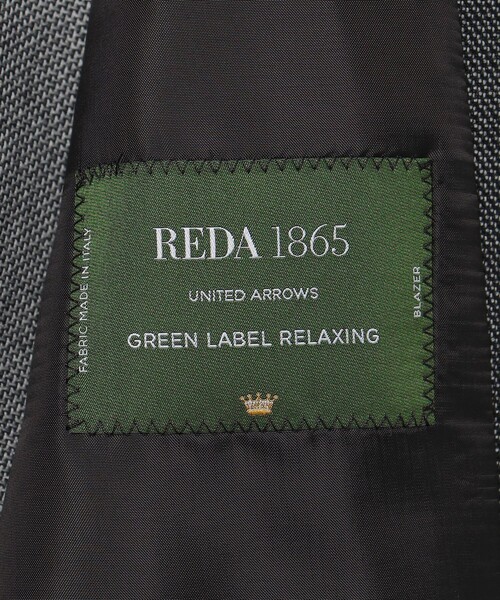 REDA 1865
UNITED ARROWS
GREEN LABEL RELAXING
FABRIC MADE IN ITALY
BLAZER